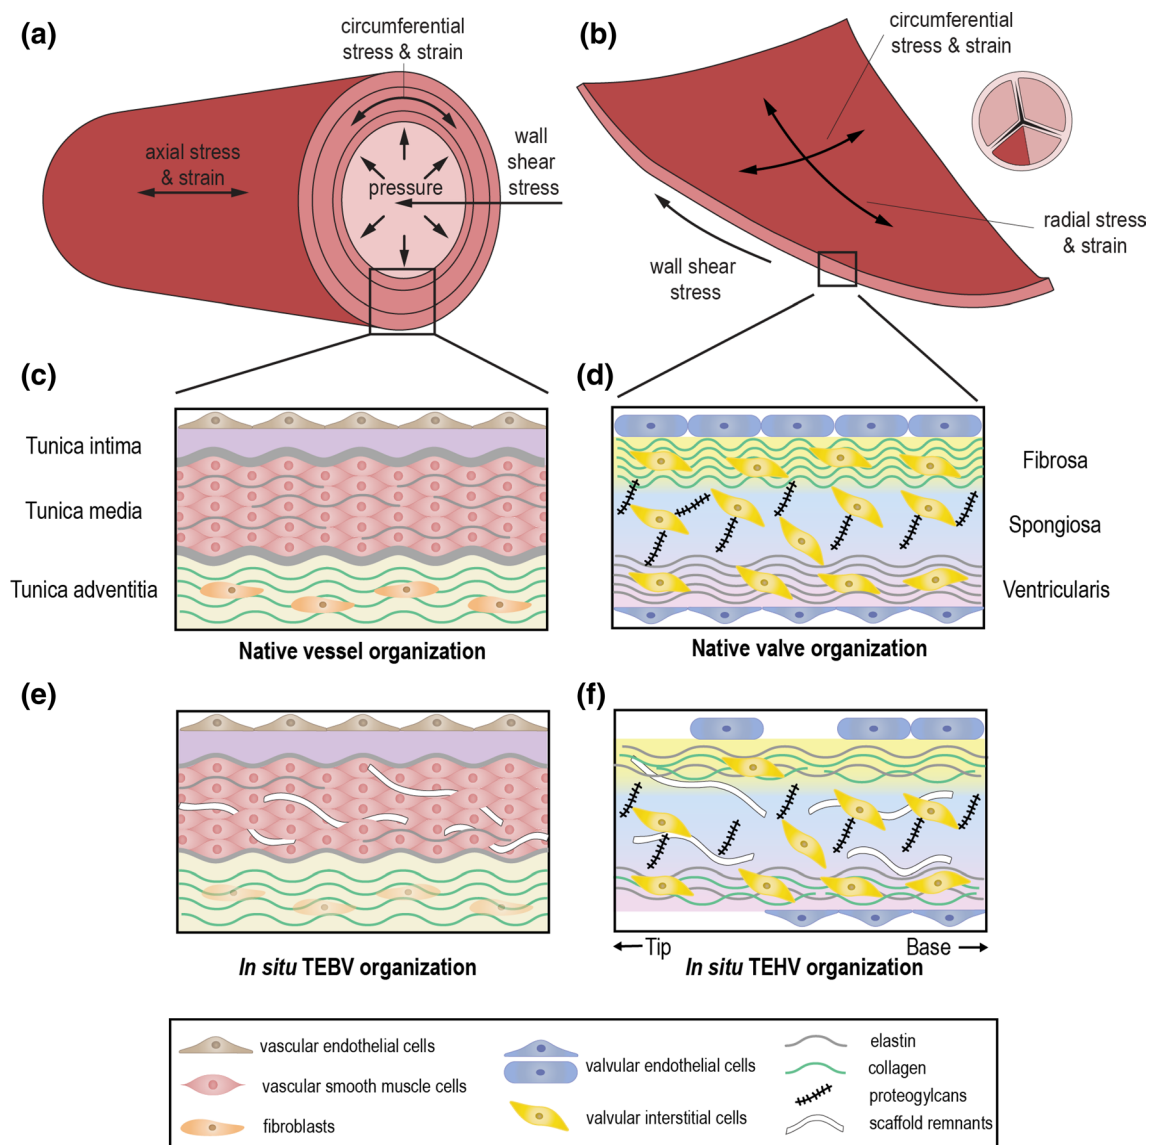 (a)
circumferential
stress & strain
axial stress
& strain
pressure
wall
shear
stress
(b)
circumferential
stress & strain
radial stress
& strain
wall shear
stress
(c)
Tunica intima
Tunica media
Tunica adventitia
Native vessel organization
(d)
Fibrosa
Spongiosa
Ventricularis
Native valve organization
(e)
In situ TEBV organization
(f)
Tip
Base
In situ TEHV organization
vascular endothelial cells
vascular smooth muscle cells
fibroblasts
valvular endothelial cells
valvular interstitial cells
elastin
collagen
proteogylcans
scaffold remnants